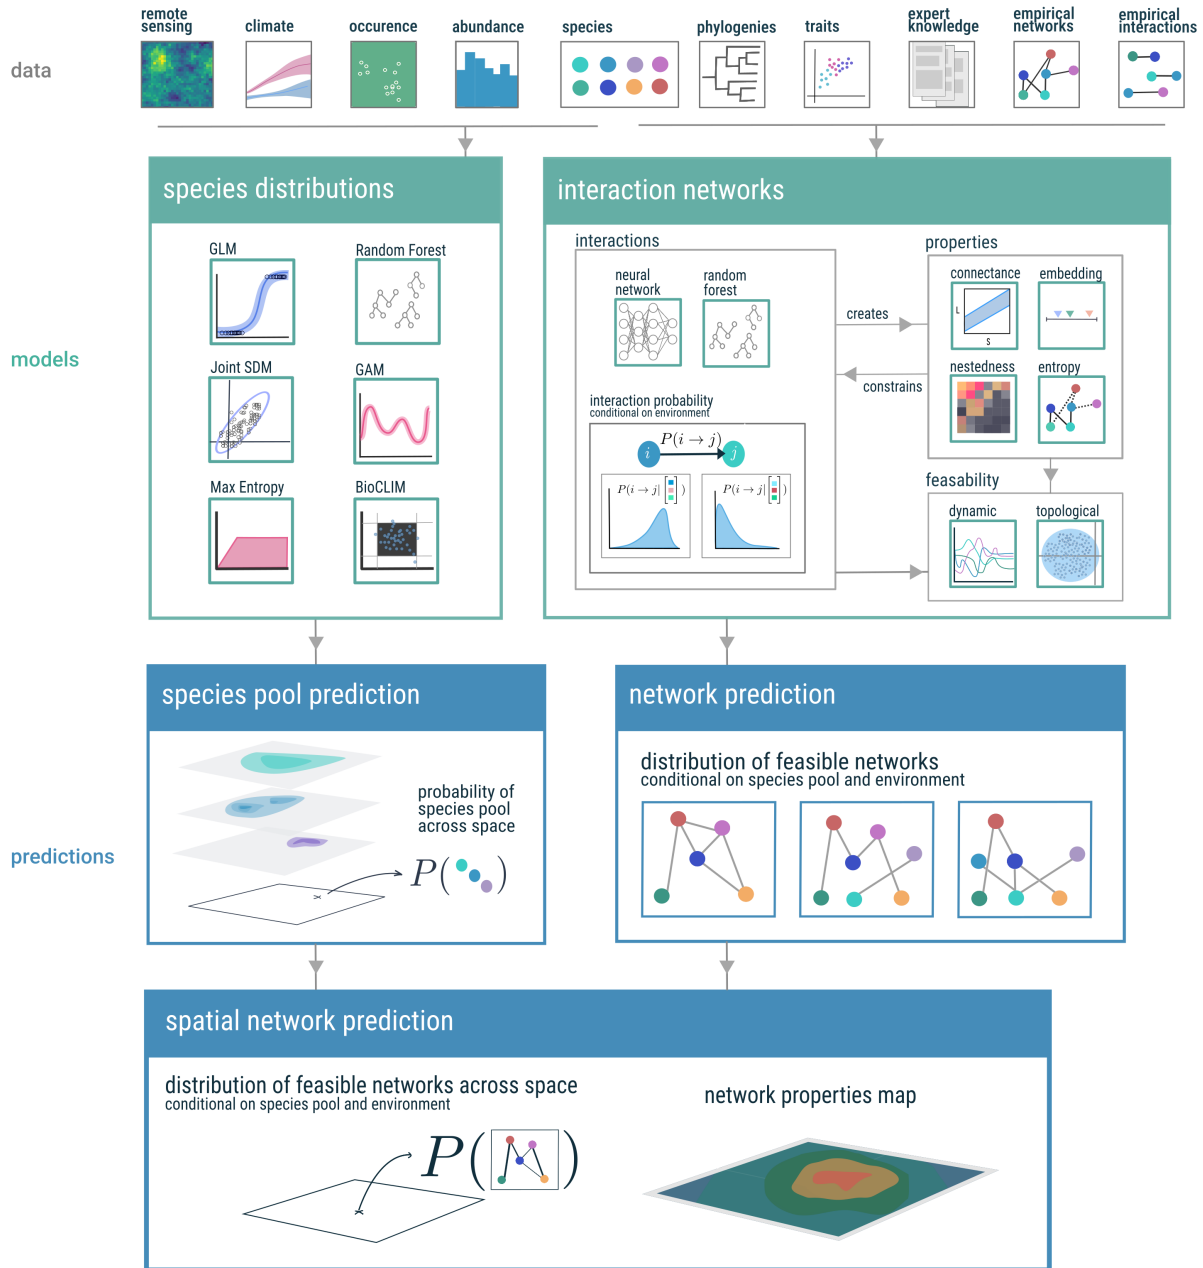 remote
sensing
climate
occurence
abundance
species
phylogenies
traits
expert
knowledge
empirical
networks
empirical
interactions
data
models
species distributions
GLM
Random Forest
Joint SDM
GAM
Max Entropy
BioCLIM
interaction networks
interactions
neural
network
random
forest
interaction probability
conditional on environment
P(i → j)
i
j
P(i → j|[ ])
P(i → j|[ ])
creates
constrains
properties
connectance
L
S
embedding
nestedness
entropy
feasability
dynamic
topological
predictions
species pool prediction
probability of
species pool
across space
P( )
network prediction
distribution of feasible networks
conditional on species pool and environment
spatial network prediction
distribution of feasible networks across space
conditional on species pool and environment
P( )
network properties map